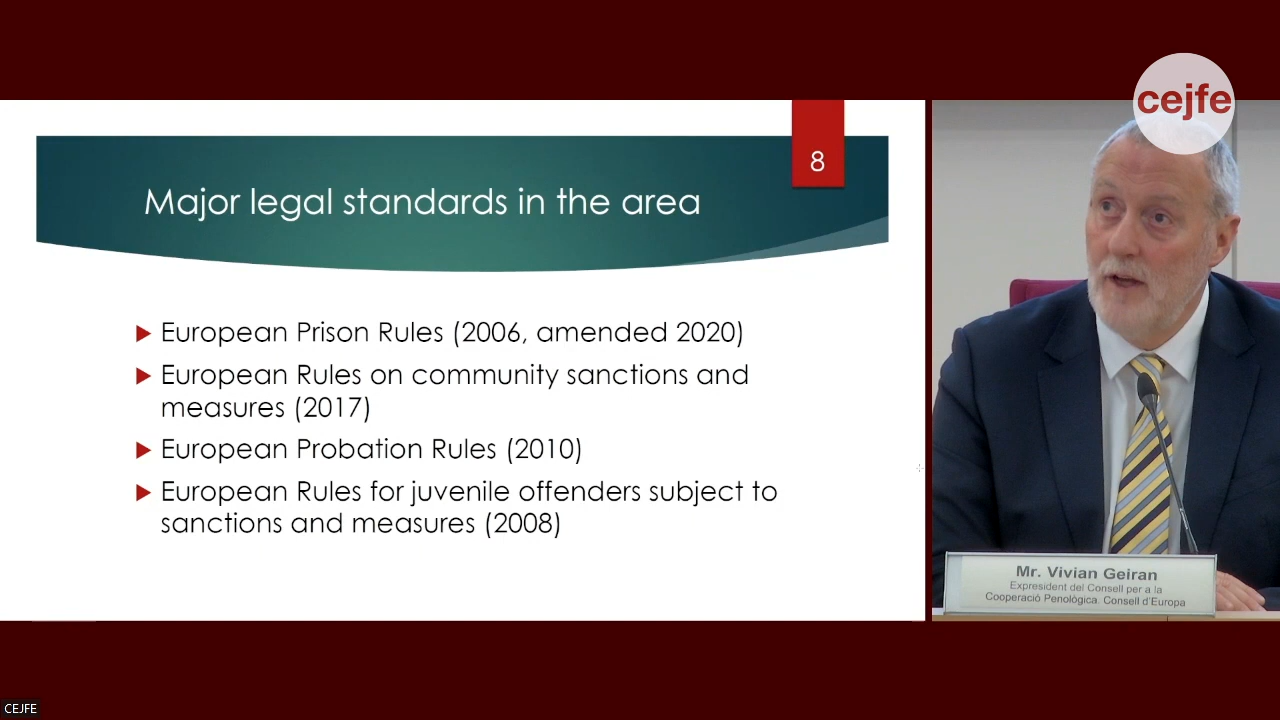 cejfe
8
Major legal standards in the area
European Prison Rules (2006, amended 2020)
European Rules on community sanctions and
measures (2017)
European Probation Rules (2010)
European Rules for juvenile offenders subject to
sanctions and measures (2008)
Mr. Vivian Geiran
Expresident del Consell per a la
Cooperació Penològica. Consell d'Europa
CEJFE